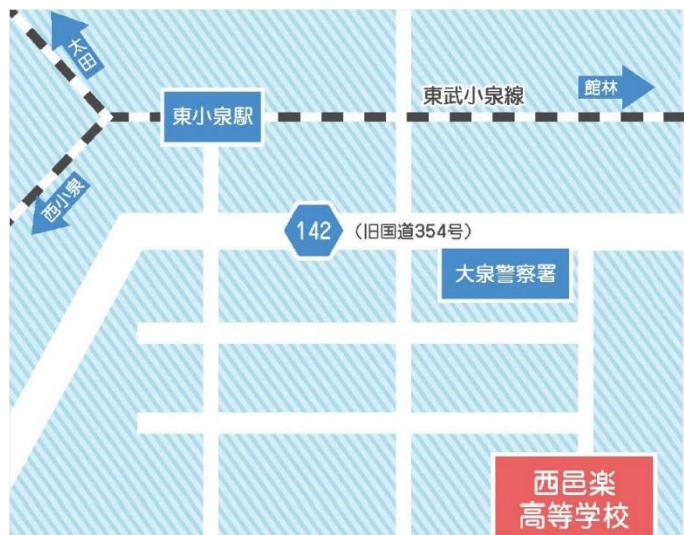 太田
東小泉駅
東武小泉線
館林
西小泉
142
(旧国道354号)
大泉警察署
西邑楽
高等学校